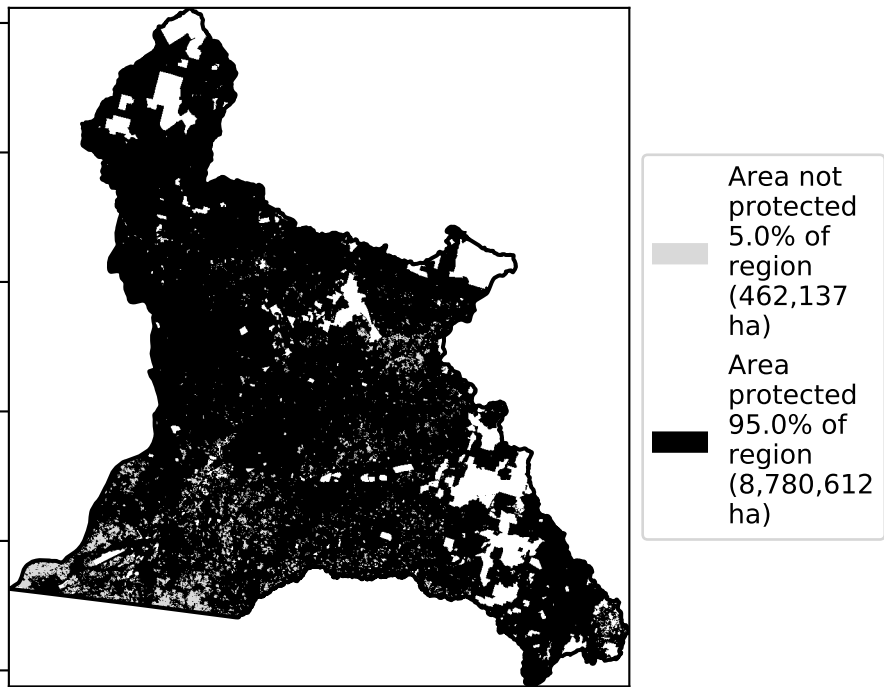 Area not
protected
5.0% of
region
(462,137
ha)
Area
protected
95.0% of
region
(8,780,612
ha)